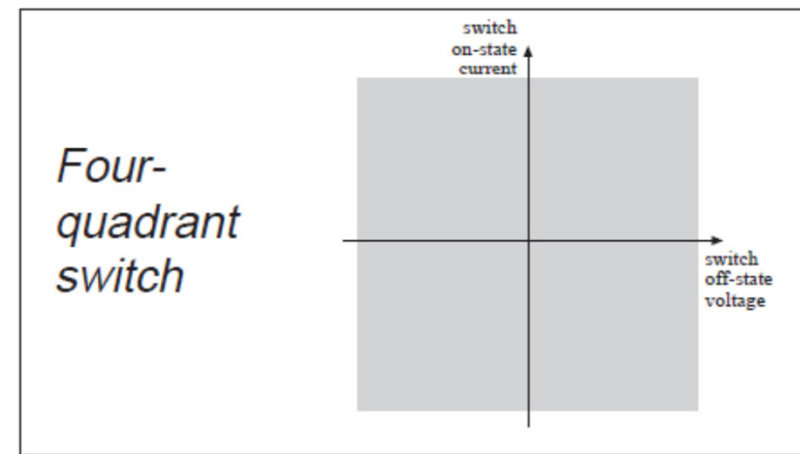 switch
on-state
current
Four-
quadrant
switch
switch
off-state
voltage